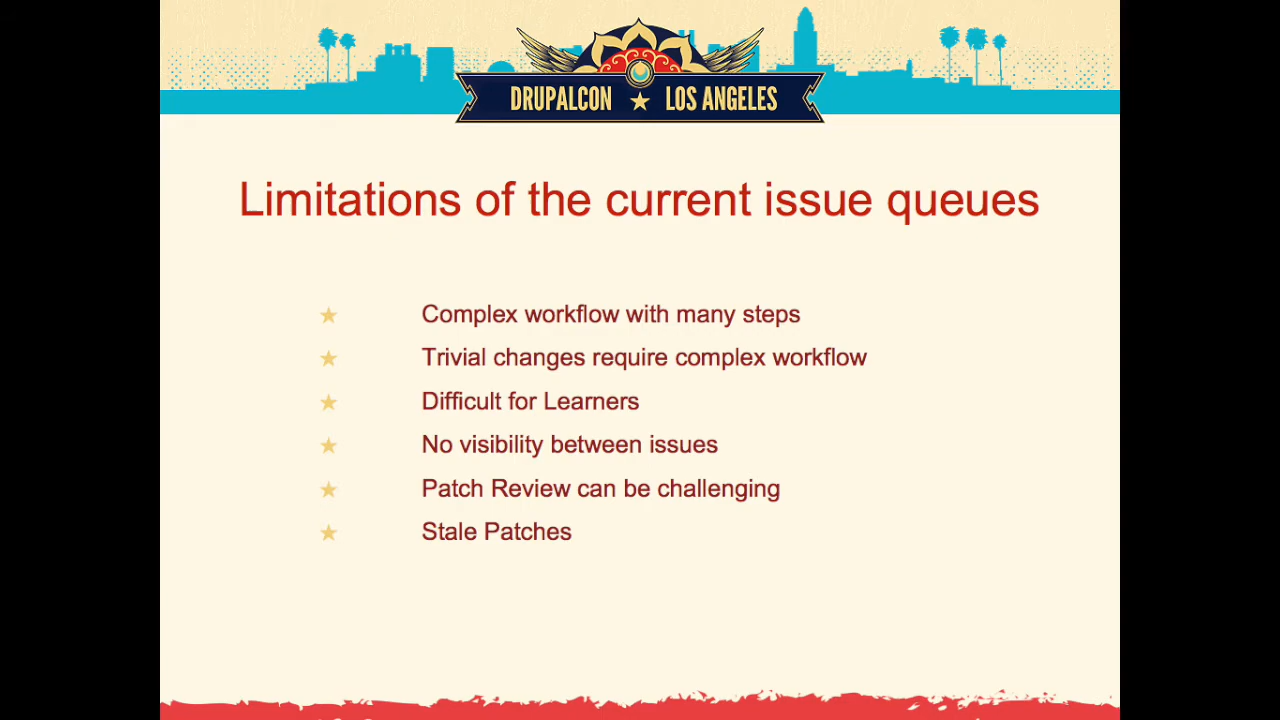 DRUPALCON ★ LOS ANGELES
Limitations of the current issue queues
★ Complex workflow with many steps
★ Trivial changes require complex workflow
★ Difficult for Learners
★ No visibility between issues
★ Patch Review can be challenging
★ Stale Patches